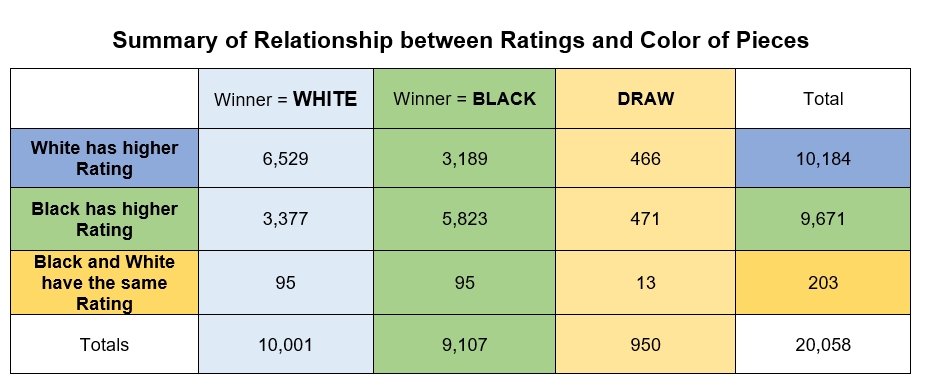 Summary of Relationship between Ratings and Color of Pieces
Winner = WHITE Winner = BLACK DRAW Total
White has higher
Rating
6,529 3,189 466 10,184
Black has higher
Rating
3,377 5,823 471 9,671
Black and White
have the same
Rating
95 95 13 203
Totals 10,001 9,107 950 20,058